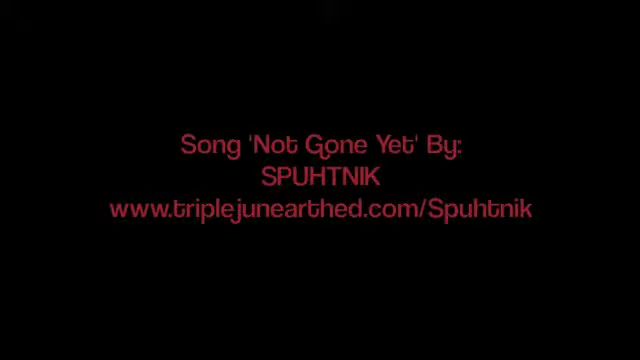 Song 'Not Gone Yet' By:
SPUHTNIK
www.triplejunearthed.com/Spuhtnik